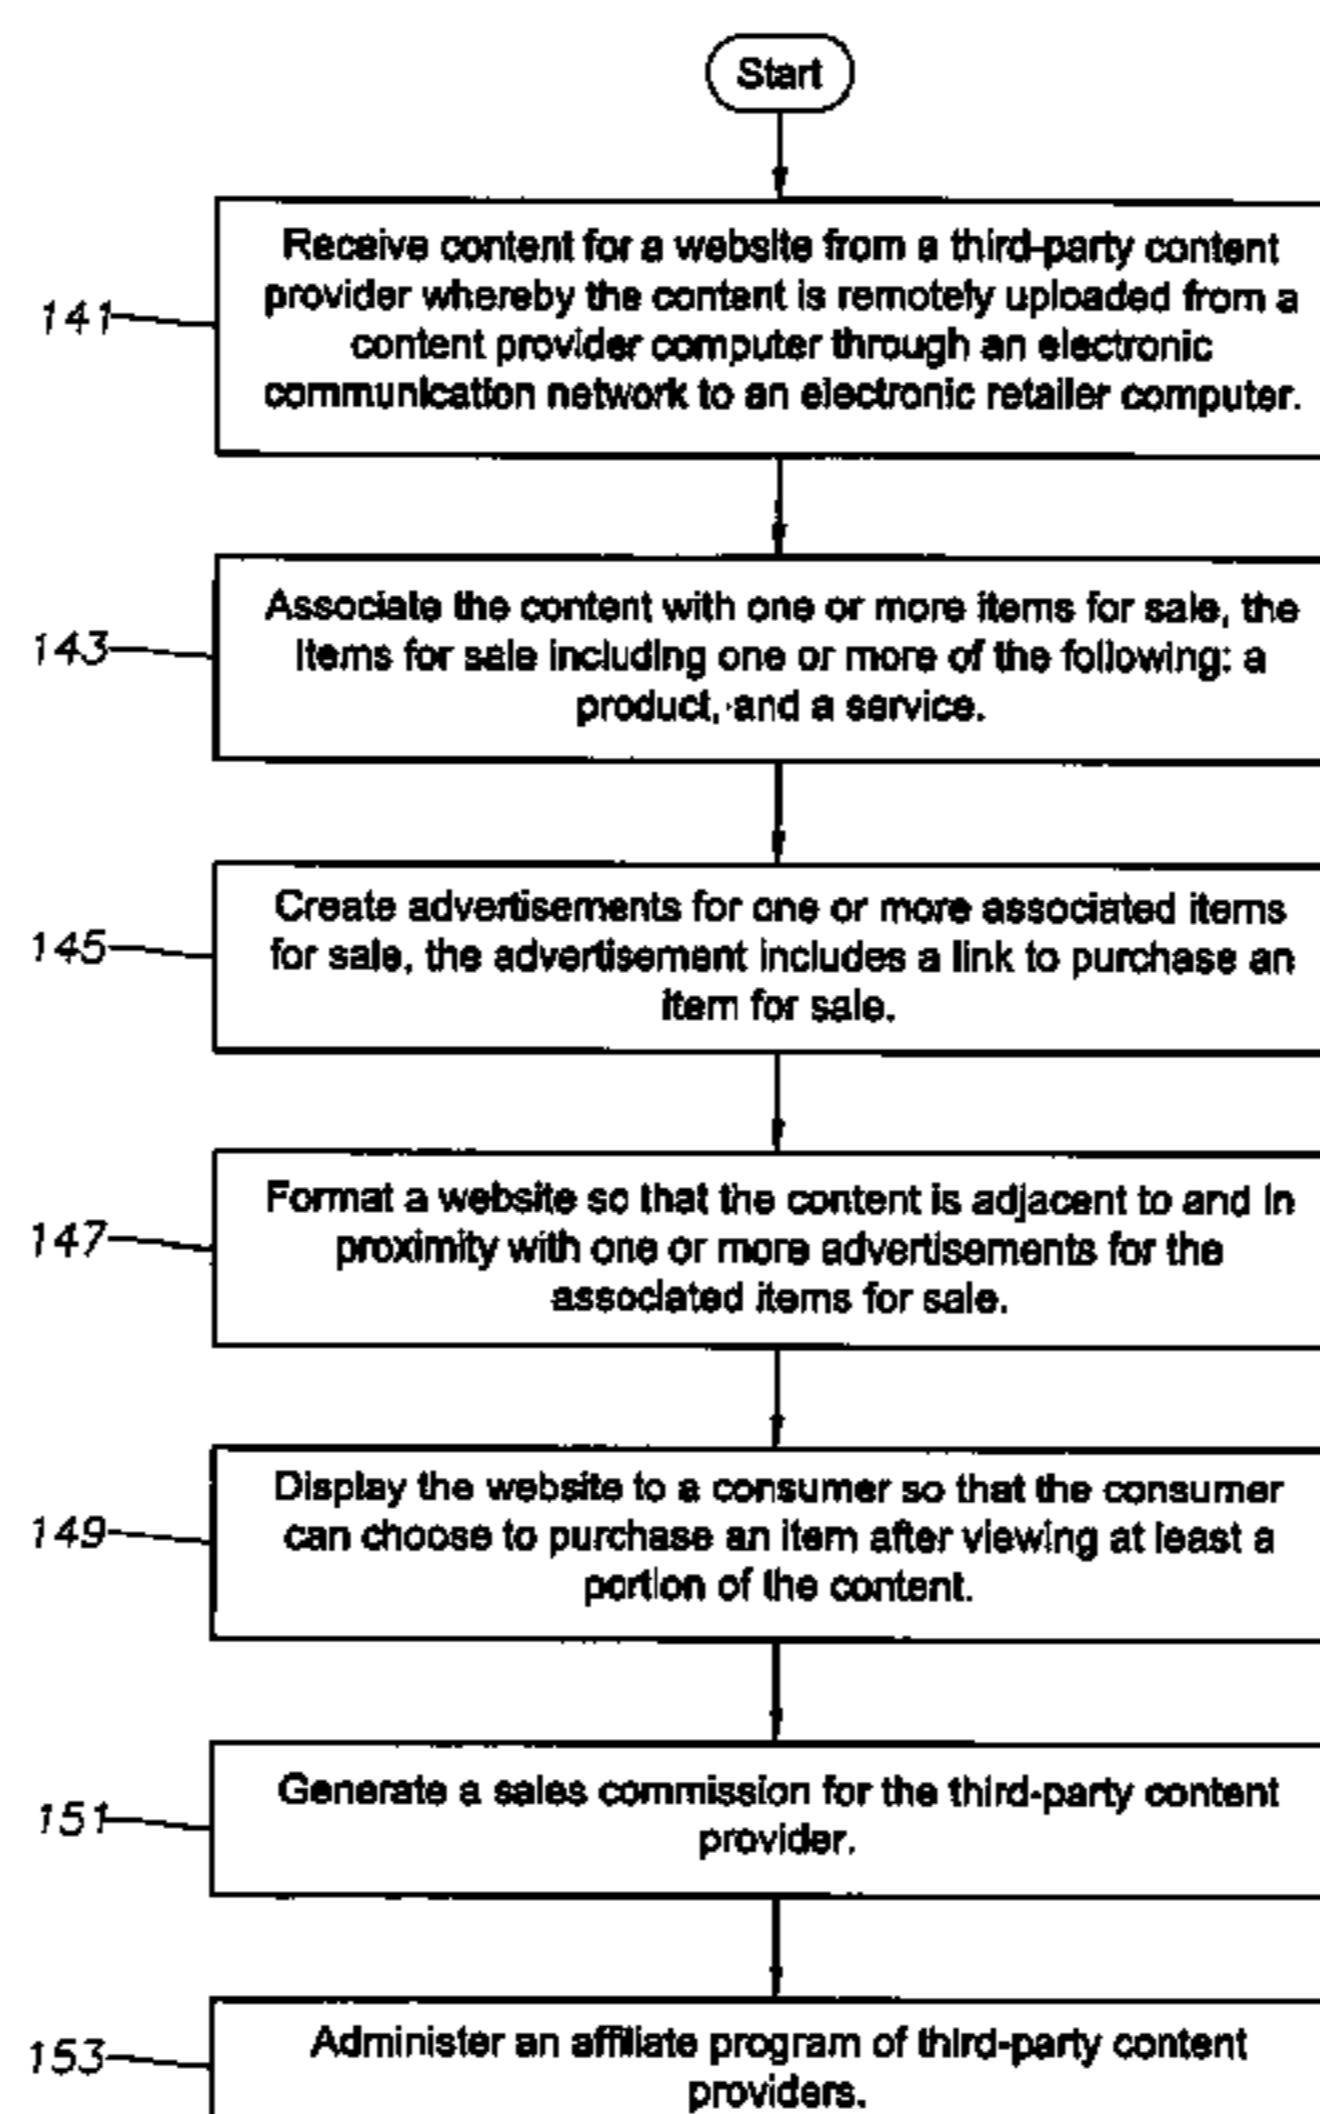 Start
141
Receive content for a website from a third-party content
provider whereby the content is remotely uploaded from a
content provider computer through an electronic
communication network to an electronic retailer computer.
143
Associate the content with one or more items for sale, the
items for sale including one or more of the following: a
product, and a service.
145
Create advertisements for one or more associated items
for sale, the advertisement includes a link to purchase an
item for sale.
147
Format a website so that the content is adjacent to and in
proximity with one or more advertisements for the
associated items for sale.
149
Display the website to a consumer so that the consumer
can choose to purchase an item after viewing at least a
portion of the content.
151
Generate a sales commission for the third-party content
provider.
153
Administer an affiliate program of third-party content
providers.